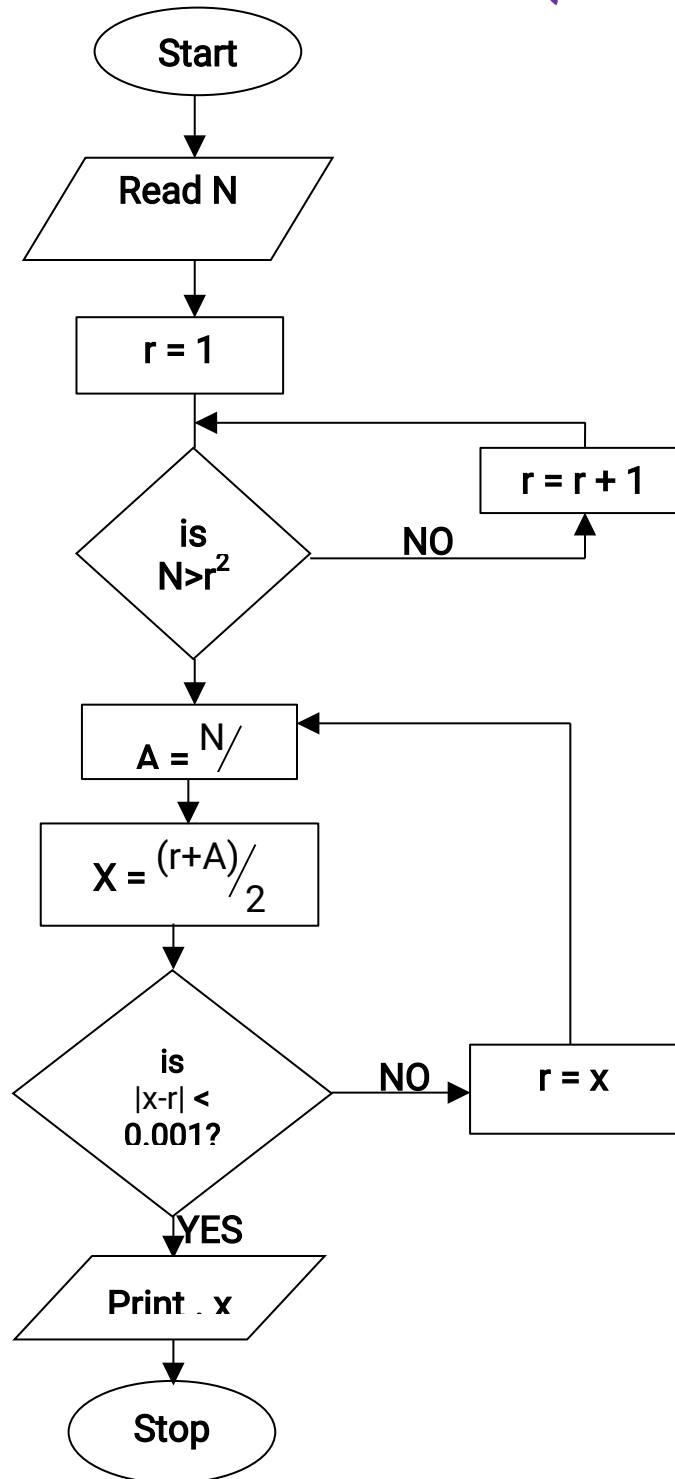 Start
Read N
r = 1
r = r + 1
is
N>r²
NO
A = N/
X = (r+A)/2
is
|x-r| <
0.001?
NO
r = x
YES
Print , x
Stop